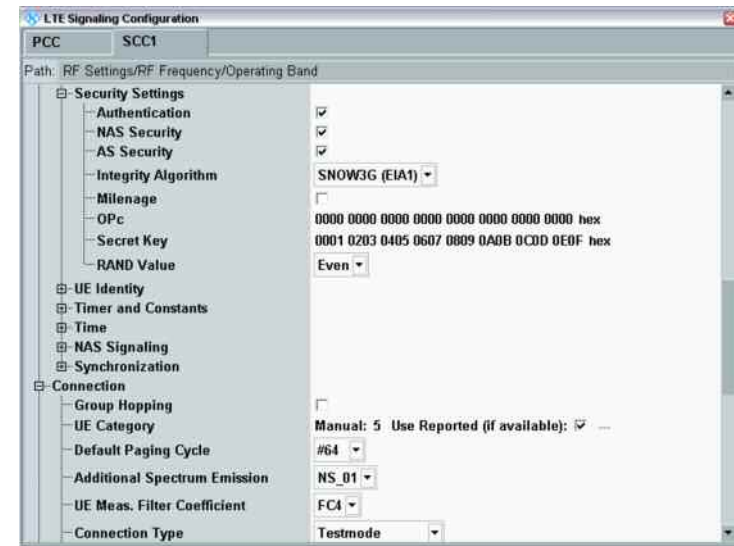 LTE Signaling Configuration
PCC SCC1
Path: RF Settings/RF Frequency/Operating Band
Security Settings
Authentication
NAS Security
AS Security
Integrity Algorithm SNOW3G (EIA1)
Milenage
OPc 0000 0000 0000 0000 0000 0000 0000 0000 hex
Secret Key 0001 0203 0405 0607 0809 0A0B 0C0D 0E0F hex
RAND Value Even
UE Identity
Timer and Constants
Time
NAS Signaling
Synchronization
Connection
Group Hopping
UE Category Manual: 5 Use Reported (if available): ...
Default Paging Cycle #64
Additional Spectrum Emission NS_01
UE Meas. Filter Coefficient FC4
Connection Type Testmode